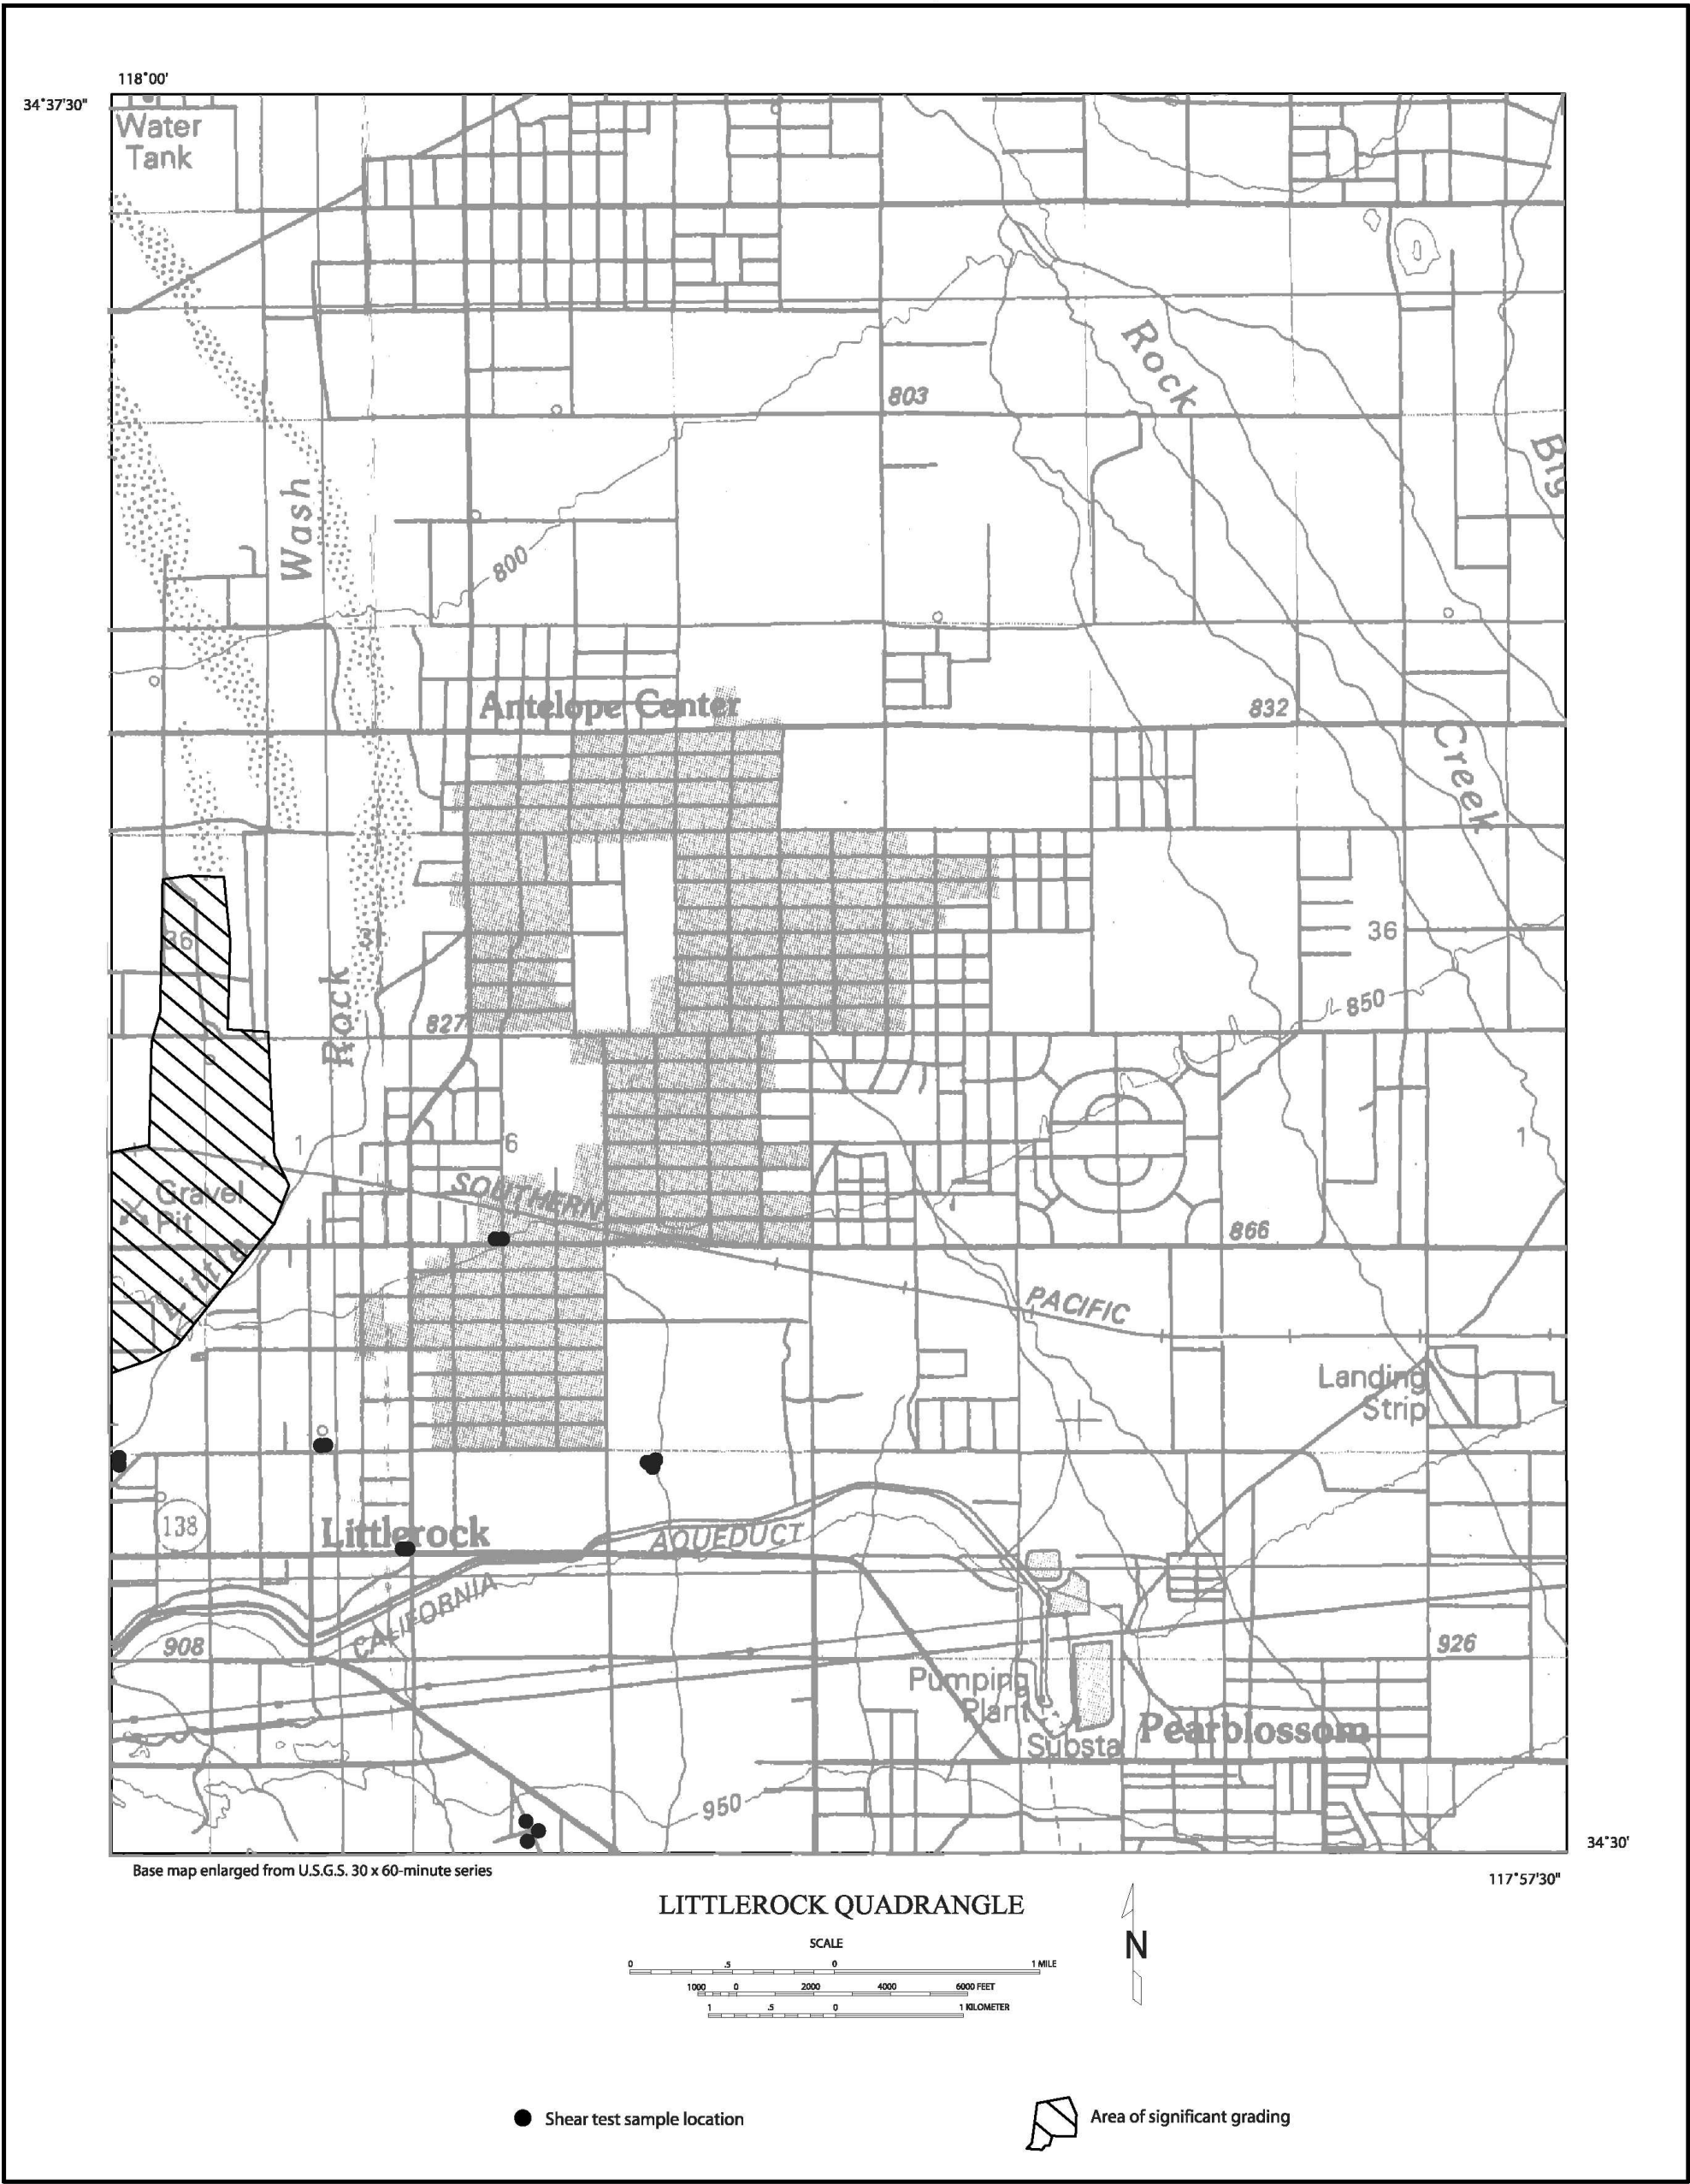 118°00'
34°37'30"
Water
Tank
Rock
803
Big
Wash
800
Antelope Center
832
Creek
36
31
36
Rock
850
827
1
6
1
Gravel
Pit
SOUTHERN
866
Little
PACIFIC
Landing
Strip
138
Littlerock
AQUEDUCT
CALIFORNIA
908
926
Pumping
Plant
Pearblossom
Substa
950
34°30'
Base map enlarged from U.S.G.S. 30 x 60-minute series
117°57'30"
LITTLEROCK QUADRANGLE
SCALE
N
0 .5 0 1 MILE
1000 0 2000 4000 6000 FEET
1 .5 0 1 KILOMETER
Shear test sample location
Area of significant grading